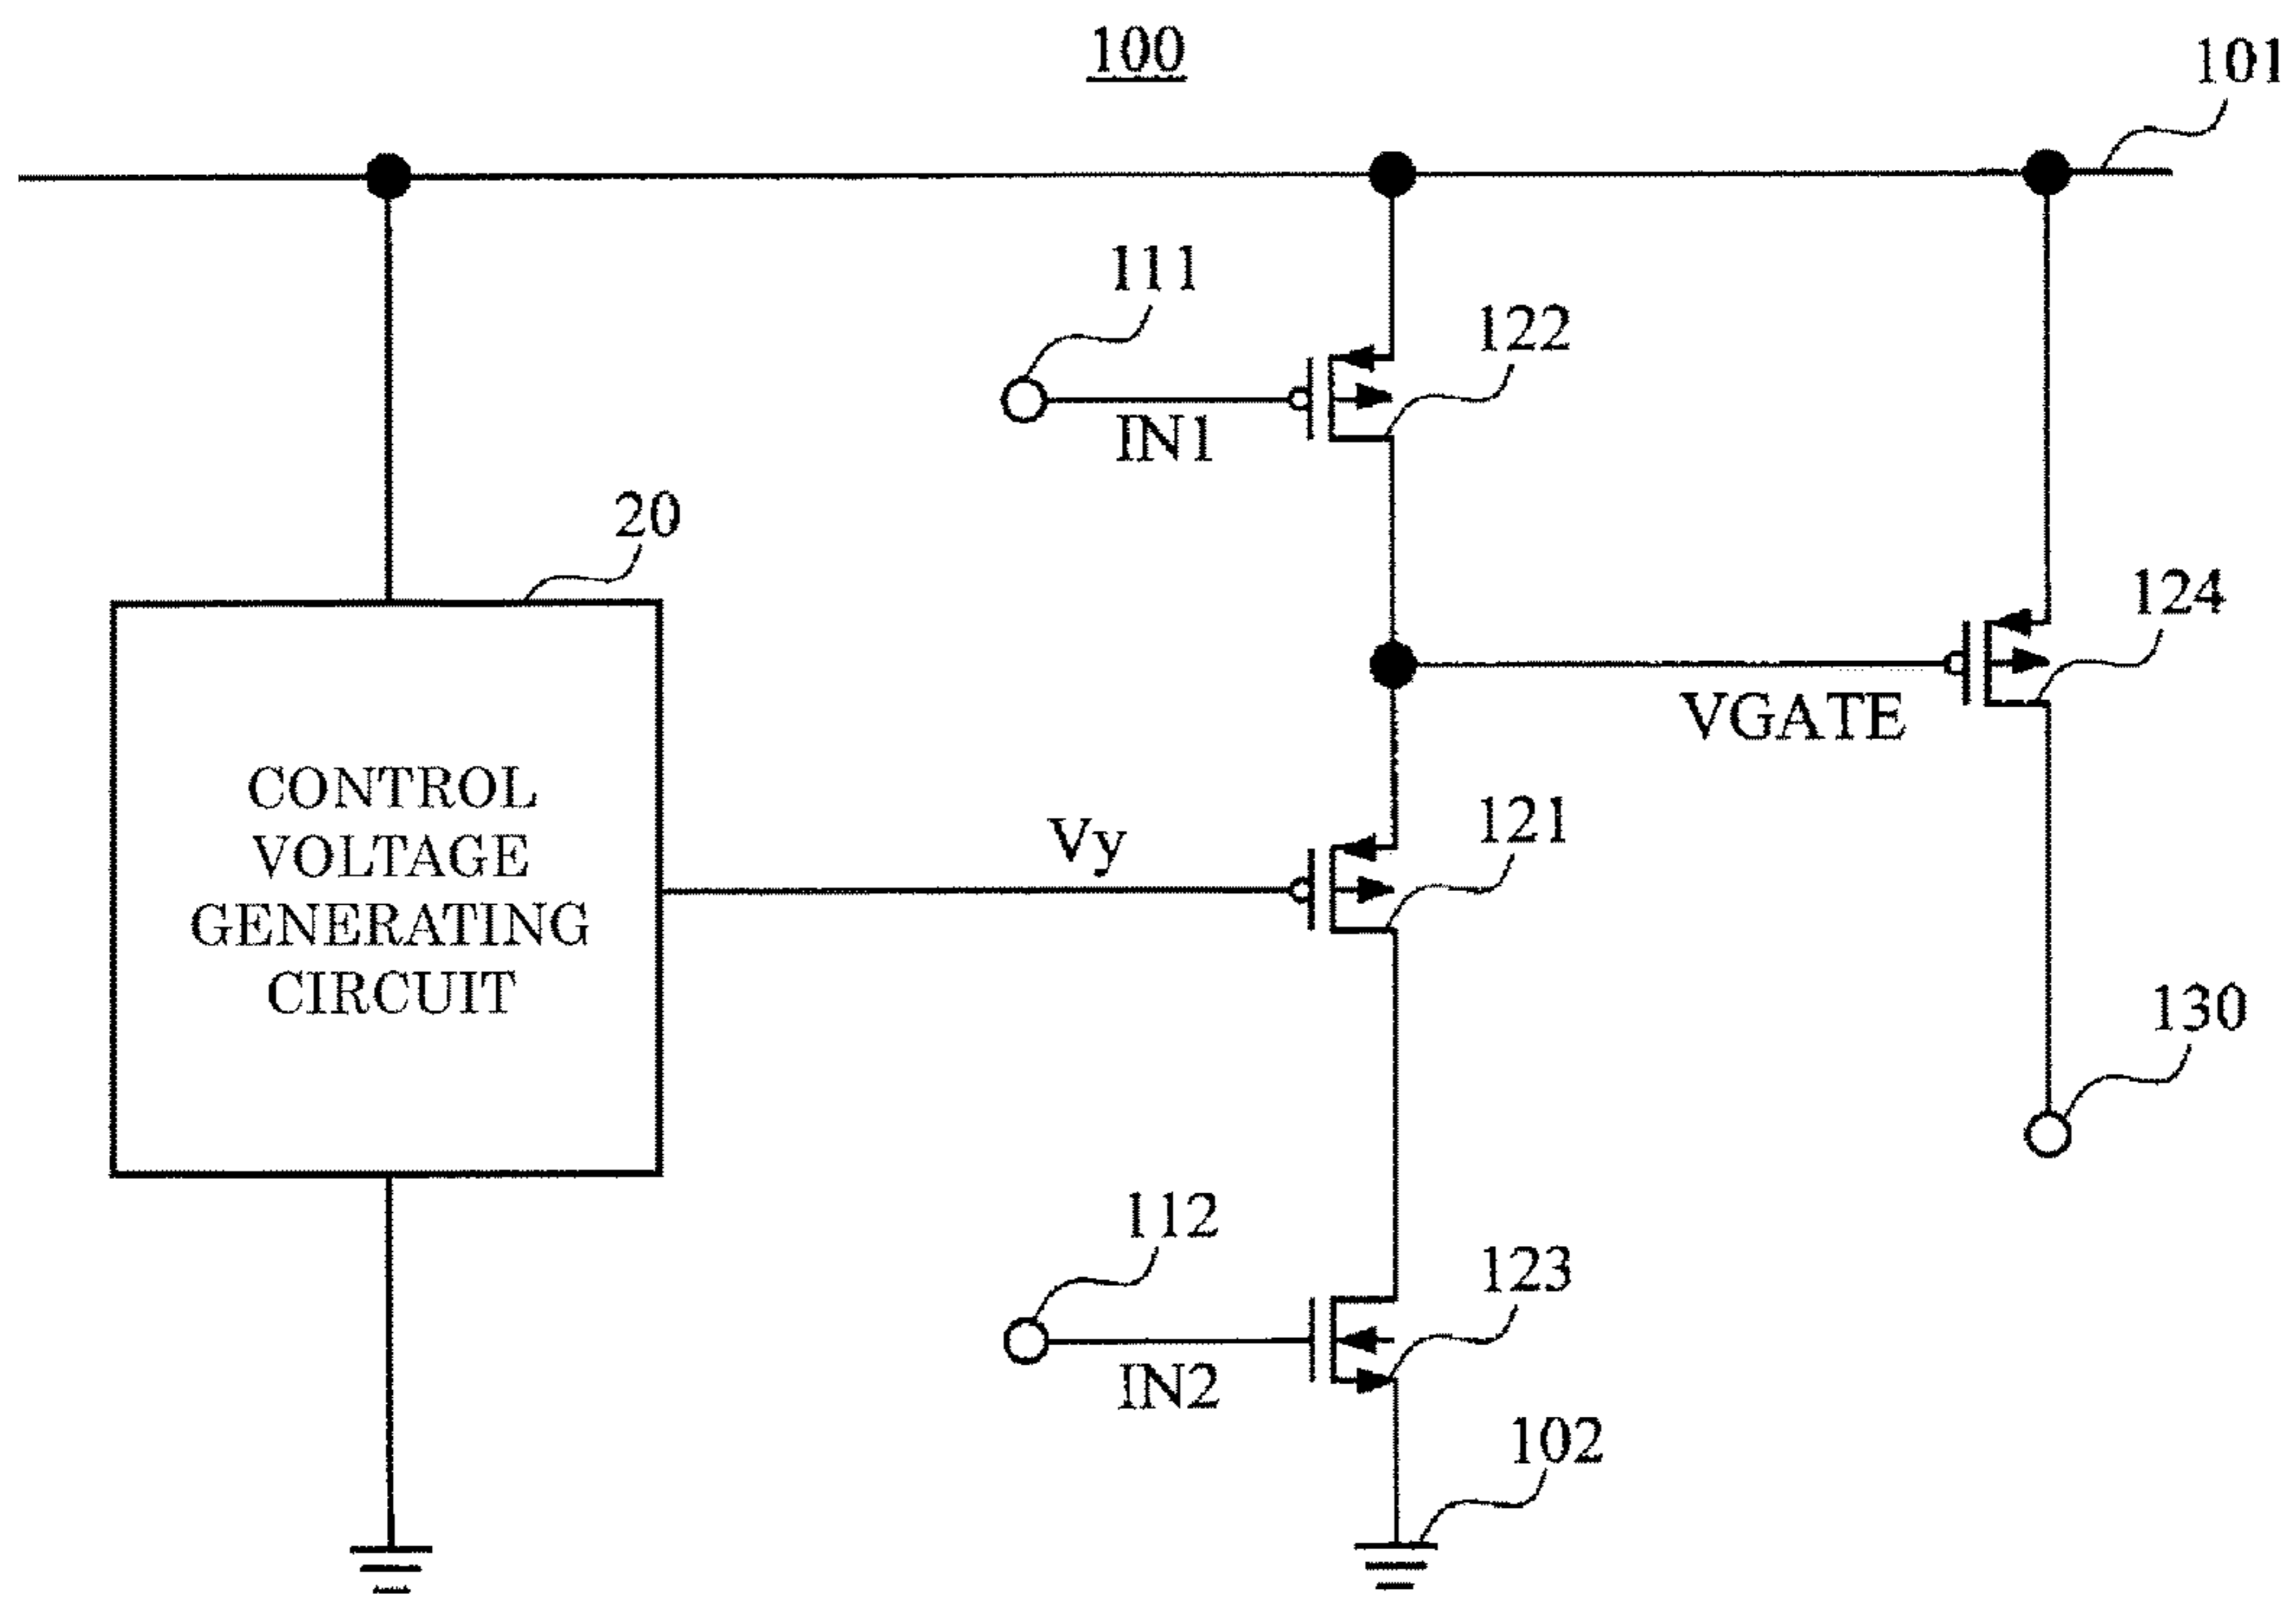 100
101
111
122
IN1
20
124
VGATE
CONTROL
VOLTAGE
GENERATING
CIRCUIT
Vy
121
130
112
123
IN2
102